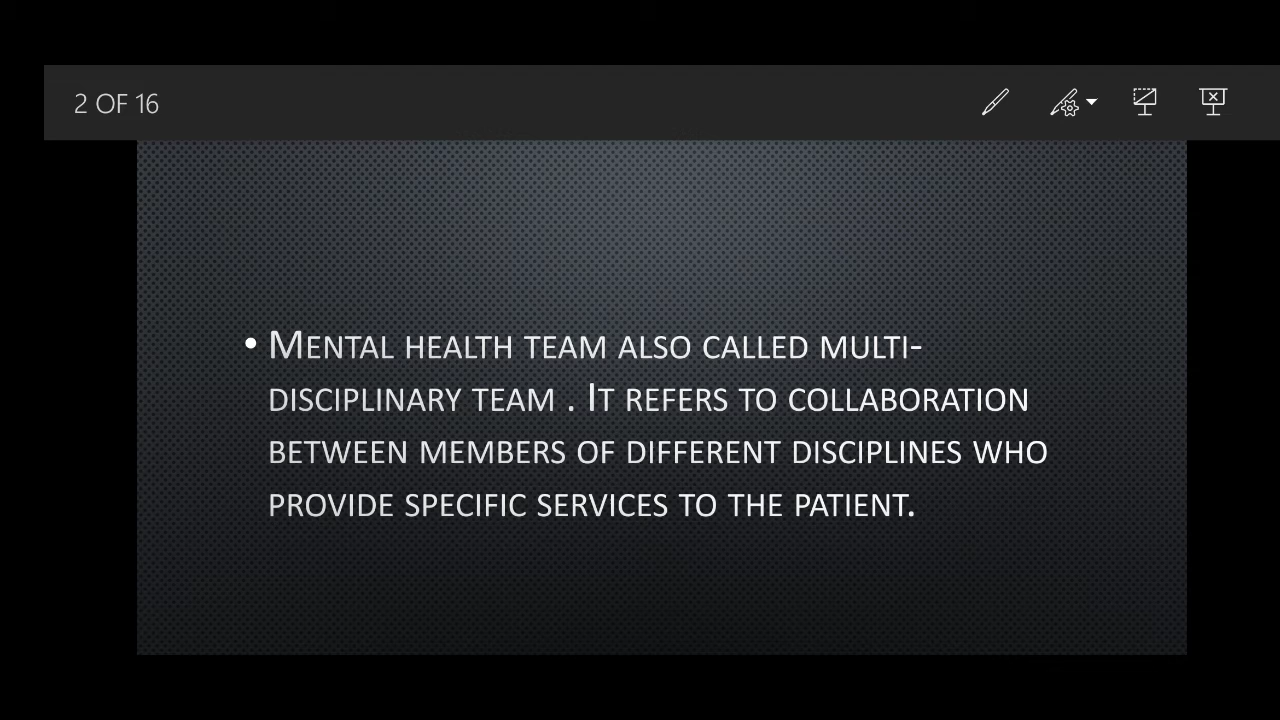 2 OF 16
• MENTAL HEALTH TEAM ALSO CALLED MULTI-
DISCIPLINARY TEAM . IT REFERS TO COLLABORATION
BETWEEN MEMBERS OF DIFFERENT DISCIPLINES WHO
PROVIDE SPECIFIC SERVICES TO THE PATIENT.